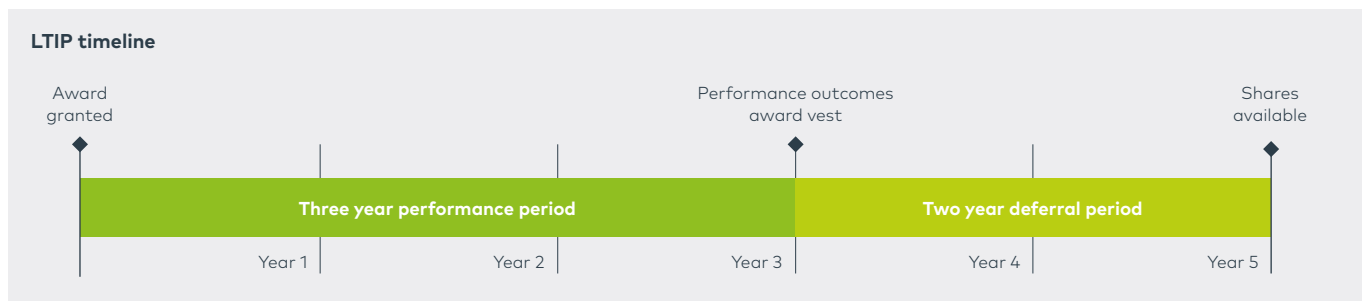 LTIP timeline
Award
granted
Performance outcomes
award vest
Shares
available
Three year performance period
Two year deferral period
Year 1
Year 2
Year 3
Year 4
Year 5